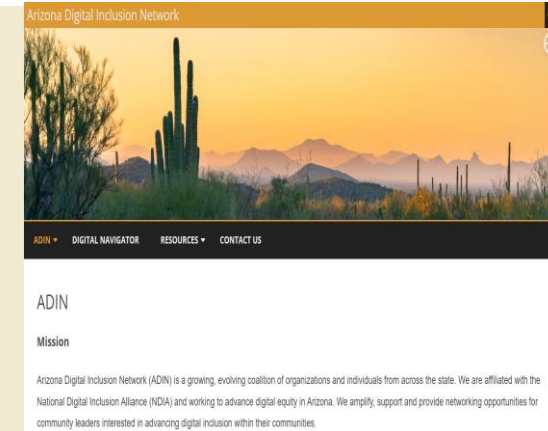 Arizona Digital Inclusion Network
ADIN ▾ DIGITAL NAVIGATOR RESOURCES ▾ CONTACT US
ADIN
Mission
Arizona Digital Inclusion Network (ADIN) is a growing, evolving coalition of organizations and individuals from across the state. We are affiliated with the
National Digital Inclusion Alliance (NDIA) and working to advance digital equity in Arizona. We amplify, support and provide networking opportunities for
community leaders interested in advancing digital inclusion within their communities.